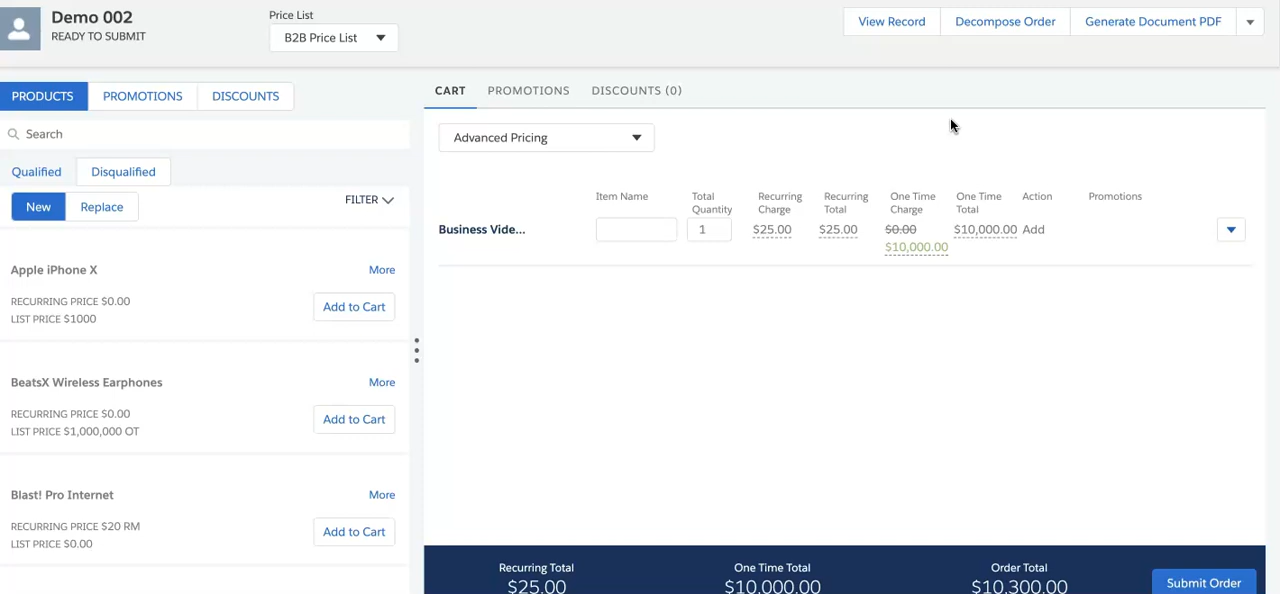 Demo 002
READY TO SUBMIT
Price List
B2B Price List
View Record
Decompose Order
Generate Document PDF
PRODUCTS
PROMOTIONS
DISCOUNTS
Search
Qualified
Disqualified
New
Replace
FILTER
Apple iPhone X
More
RECURRING PRICE $0.00
LIST PRICE $1000
Add to Cart
BeatsX Wireless Earphones
More
RECURRING PRICE $0.00
LIST PRICE $1,000,000 OT
Add to Cart
Blast! Pro Internet
More
RECURRING PRICE $20 RM
LIST PRICE $0.00
Add to Cart
CART
PROMOTIONS
DISCOUNTS (0)
Advanced Pricing
Item Name
Total
Quantity
Recurring
Charge
Recurring
Total
One Time
Charge
One Time
Total
Action
Promotions
Business Vide...
1
$25.00
$25.00
$0.00
$10,000.00
$10,000.00
Add
Recurring Total
$25.00
One Time Total
$10,000.00
Order Total
$10,300.00
Submit Order